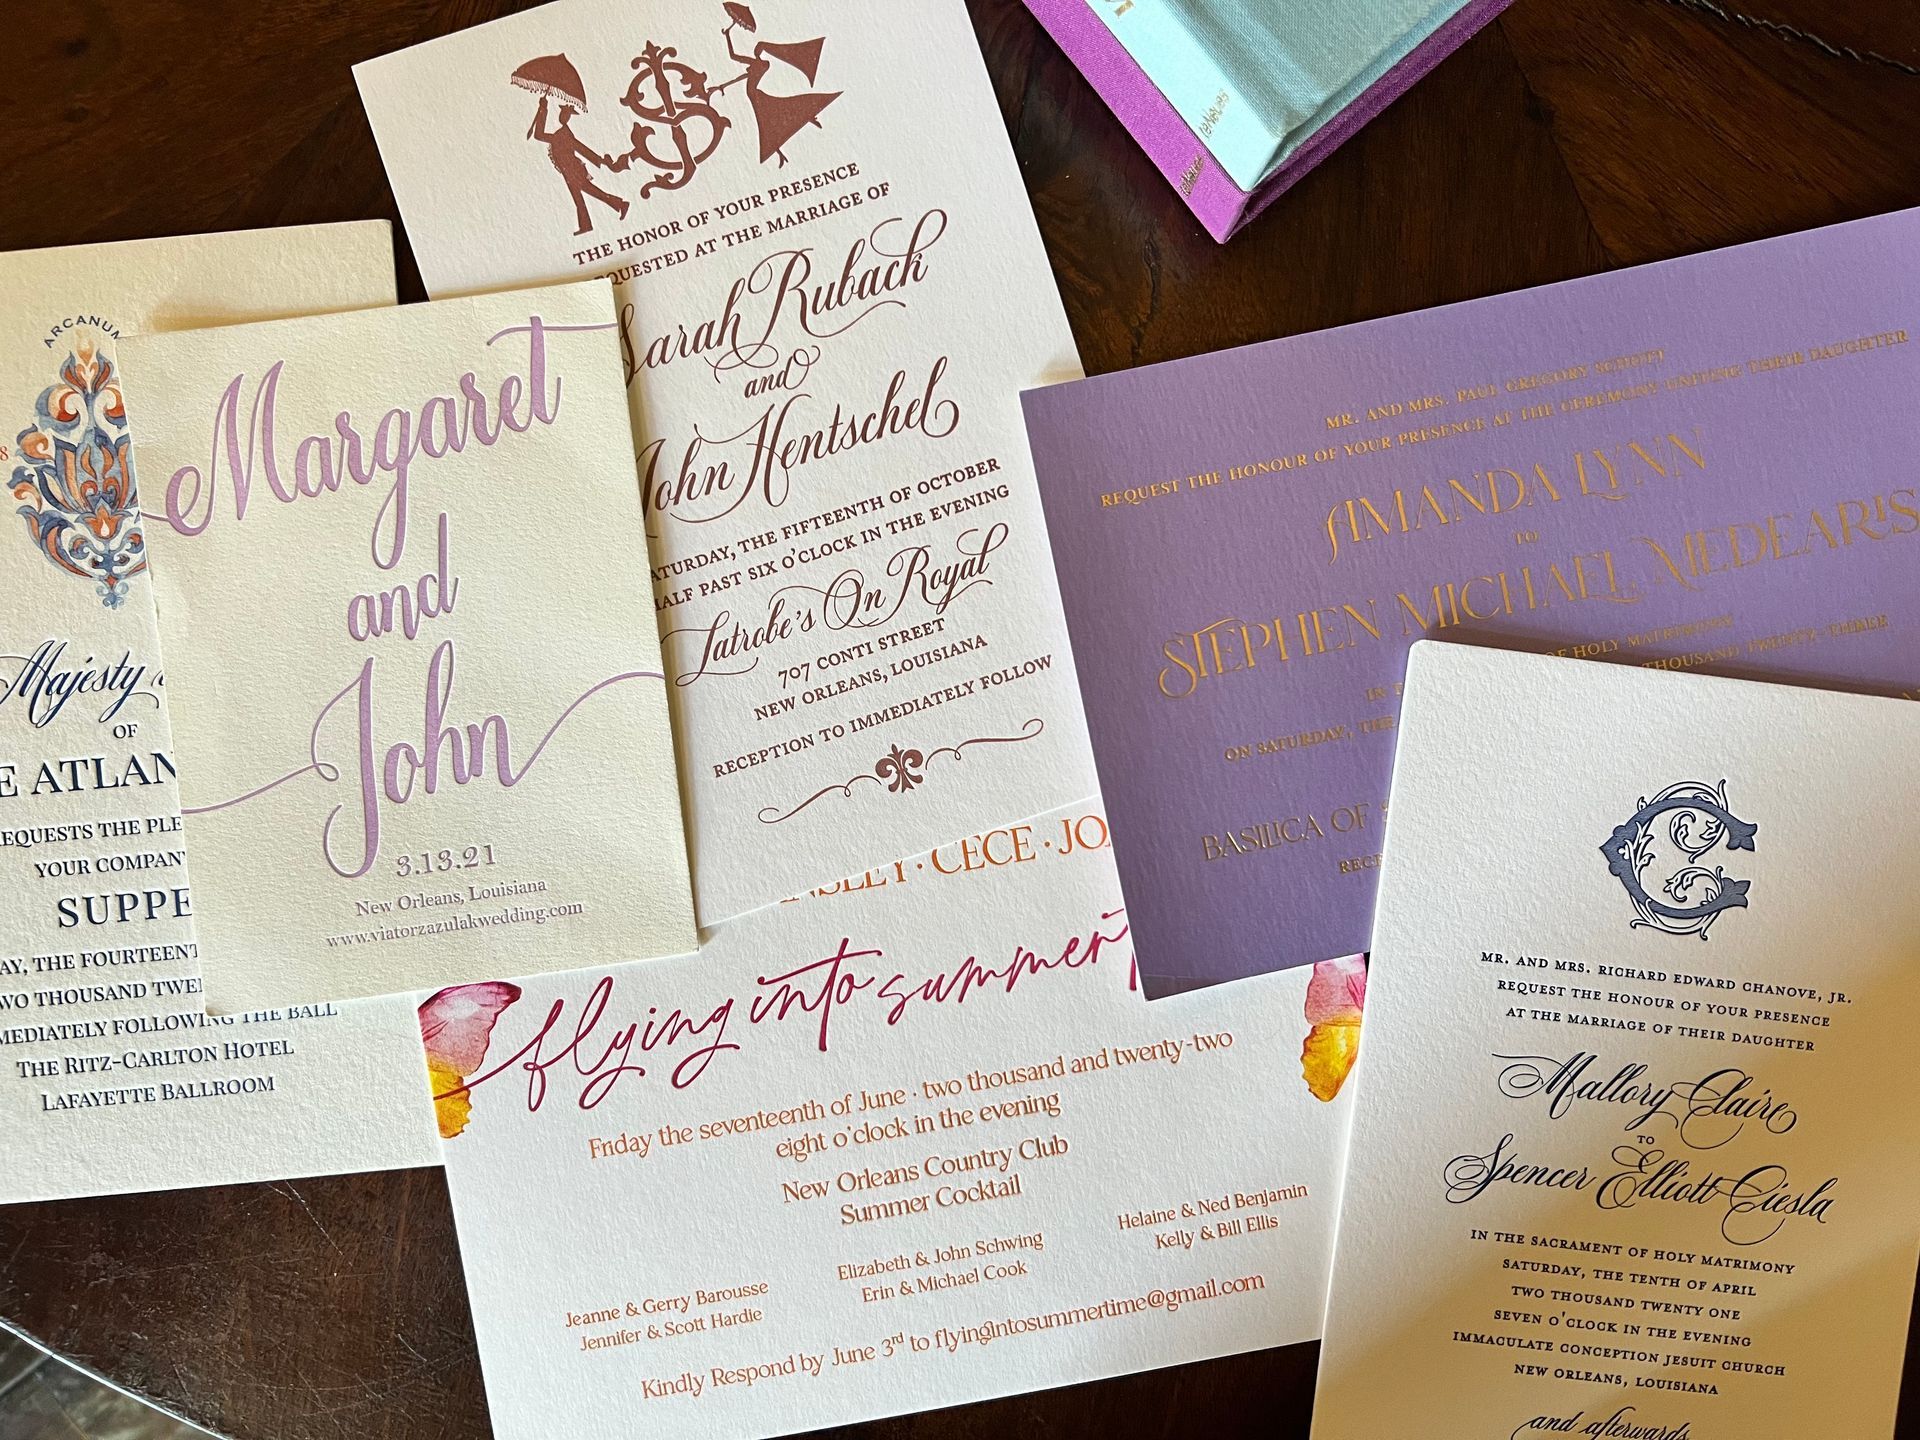 ARCANUM
8
Majesty
OF
ATLAN
REQUESTS THE PLE
YOUR COMPAN
SUPPE
AY, THE FOURTEENT
WO THOUSAND TWE
MEDIATELY FOLLOWING THE BALL
THE RITZ-CARLTON HOTEL
LAFAYETTE BALLROOM
Margaret
and
John
3.13.21
New Orleans, Louisiana
www.viatorzazulakwedding.com
S
THE HONOR OF YOUR PRESENCE
REQUESTED AT THE MARRIAGE OF
Sarah Ruback
and
John Hentschel
SATURDAY, THE FIFTEENTH OF OCTOBER
HALF PAST SIX O'CLOCK IN THE EVENING
Latrobe's On Royal
707 CONTI STREET
NEW ORLEANS, LOUISIANA
RECEPTION TO IMMEDIATELY FOLLOW
NSLEY · CECE · JO
flying into summer
Friday the seventeenth of June · two thousand and twenty-two
eight o'clock in the evening
New Orleans Country Club
Summer Cocktail
Jeanne & Gerry Barousse
Jennifer & Scott Hardie
Elizabeth & John Schwing
Erin & Michael Cook
Helaine & Ned Benjamin
Kelly & Bill Ellis
Kindly Respond by June 3rd to flyingintosummertime@gmail.com
MR. AND MRS. PAUL GREGORY SCHOTT
REQUEST THE HONOUR OF YOUR PRESENCE AT THE CEREMONY UNITING THEIR DAUGHTER
AMANDA LYNN
TO
STEPHEN MICHAEL MEDEARIS
IN T OF HOLY MATRIMONY
ON SATURDAY, THE THOUSAND TWENTY-THREE
BASILICA OF
RECE
C
MR. AND MRS. RICHARD EDWARD CHANOVE, JR.
REQUEST THE HONOUR OF YOUR PRESENCE
AT THE MARRIAGE OF THEIR DAUGHTER
Mallory Claire
TO
Spencer Elliott Ciesla
IN THE SACRAMENT OF HOLY MATRIMONY
SATURDAY, THE TENTH OF APRIL
TWO THOUSAND TWENTY ONE
SEVEN O'CLOCK IN THE EVENING
IMMACULATE CONCEPTION JESUIT CHURCH
NEW ORLEANS, LOUISIANA
and afterwards